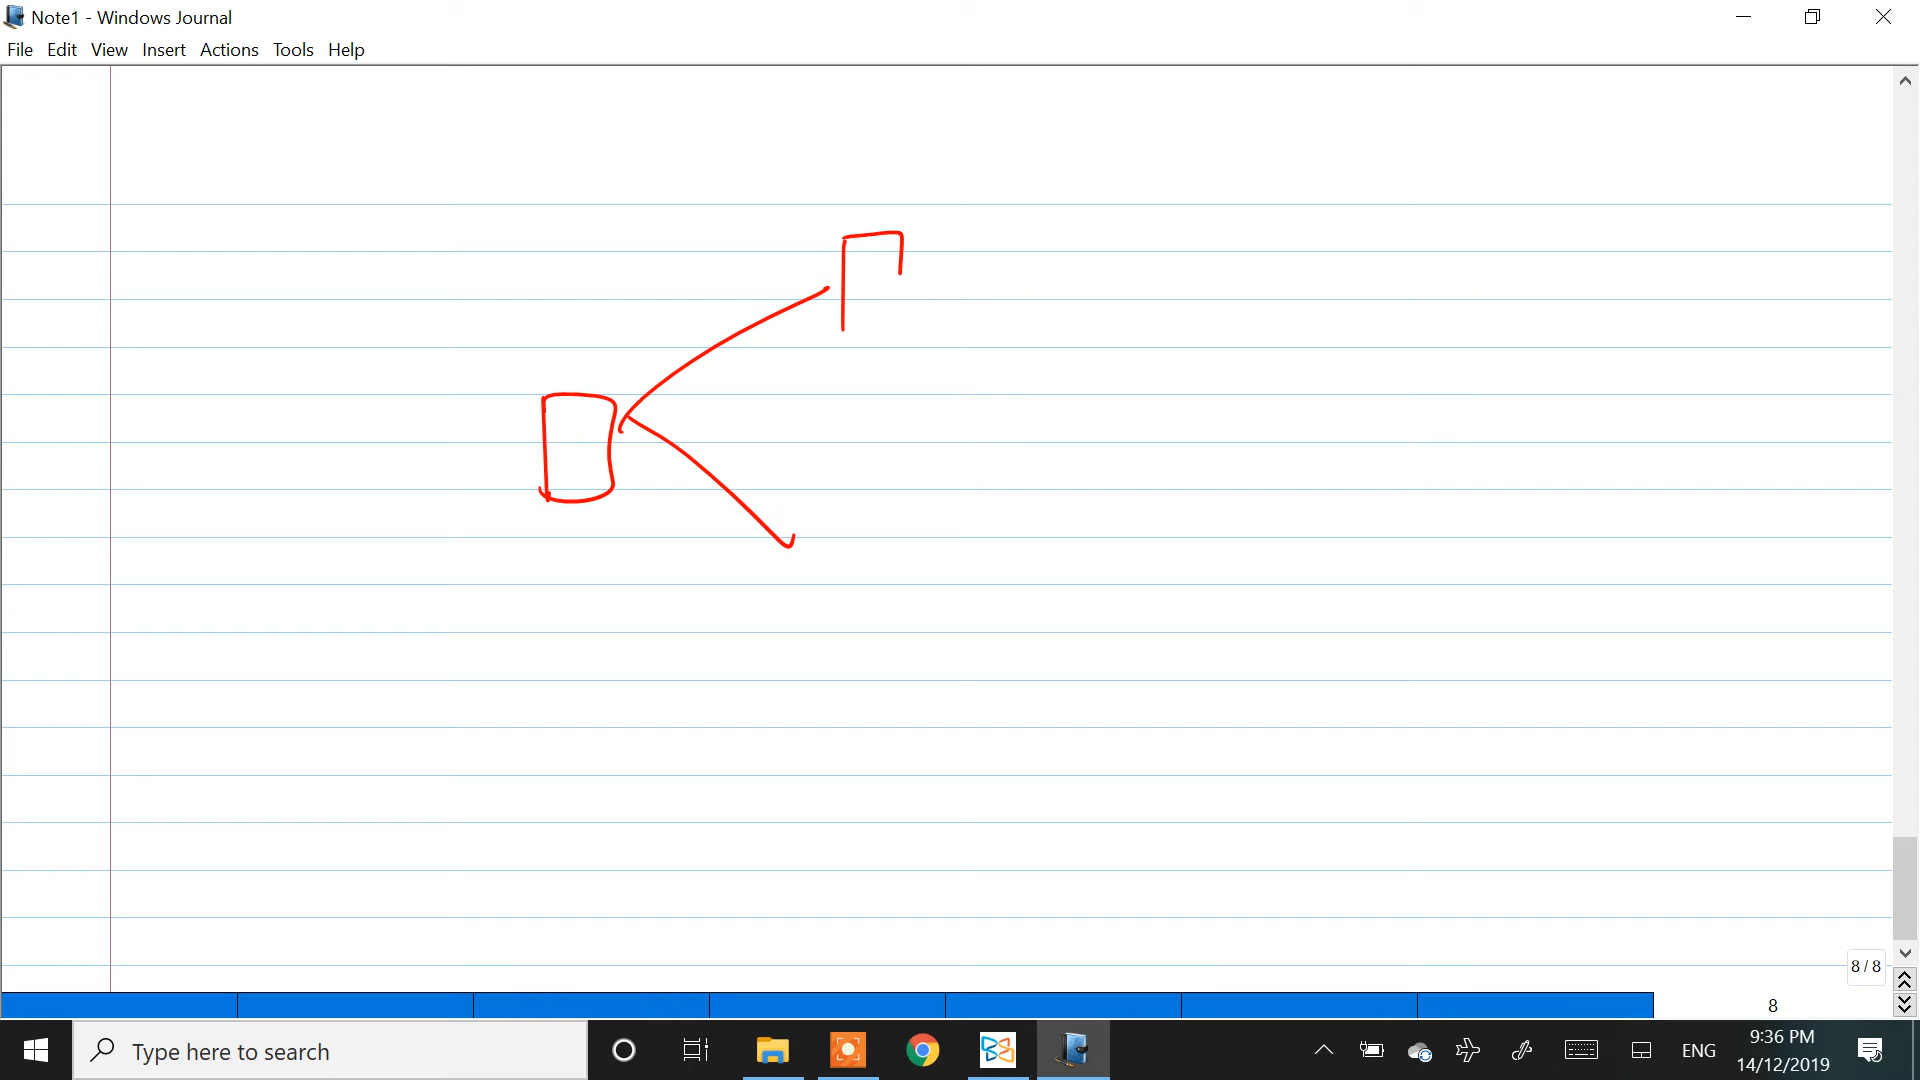 Note1 - Windows Journal
File Edit View Insert Actions Tools Help
8 / 8
8
Type here to search
ENG
9:36 PM
14/12/2019